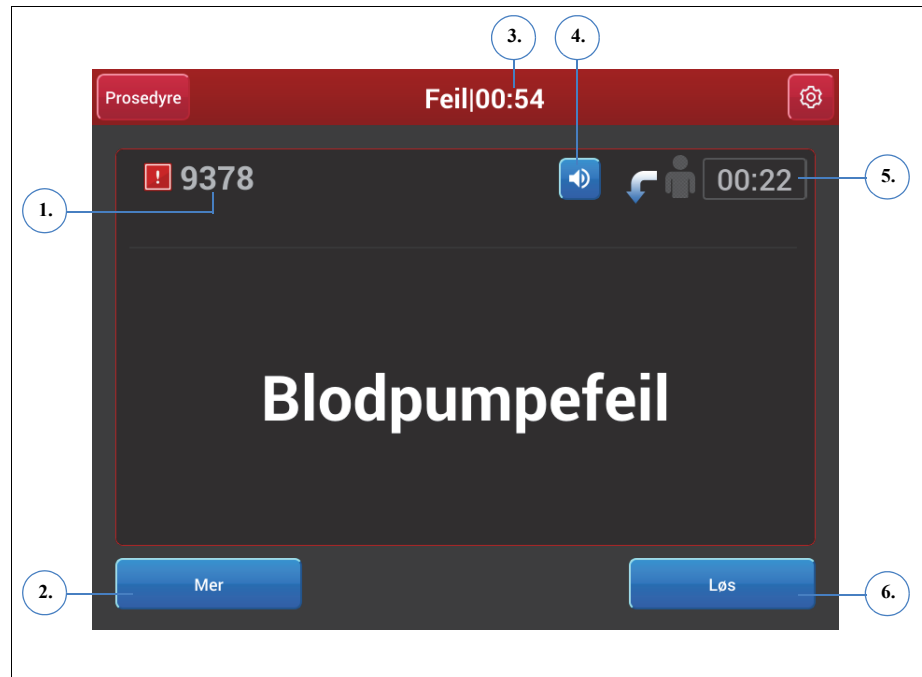 3.
4.
Prosedyre
Feil|00:54
! 9378
00:22
5.
1.
Blodpumpefeil
2.
Mer
Løs
6.